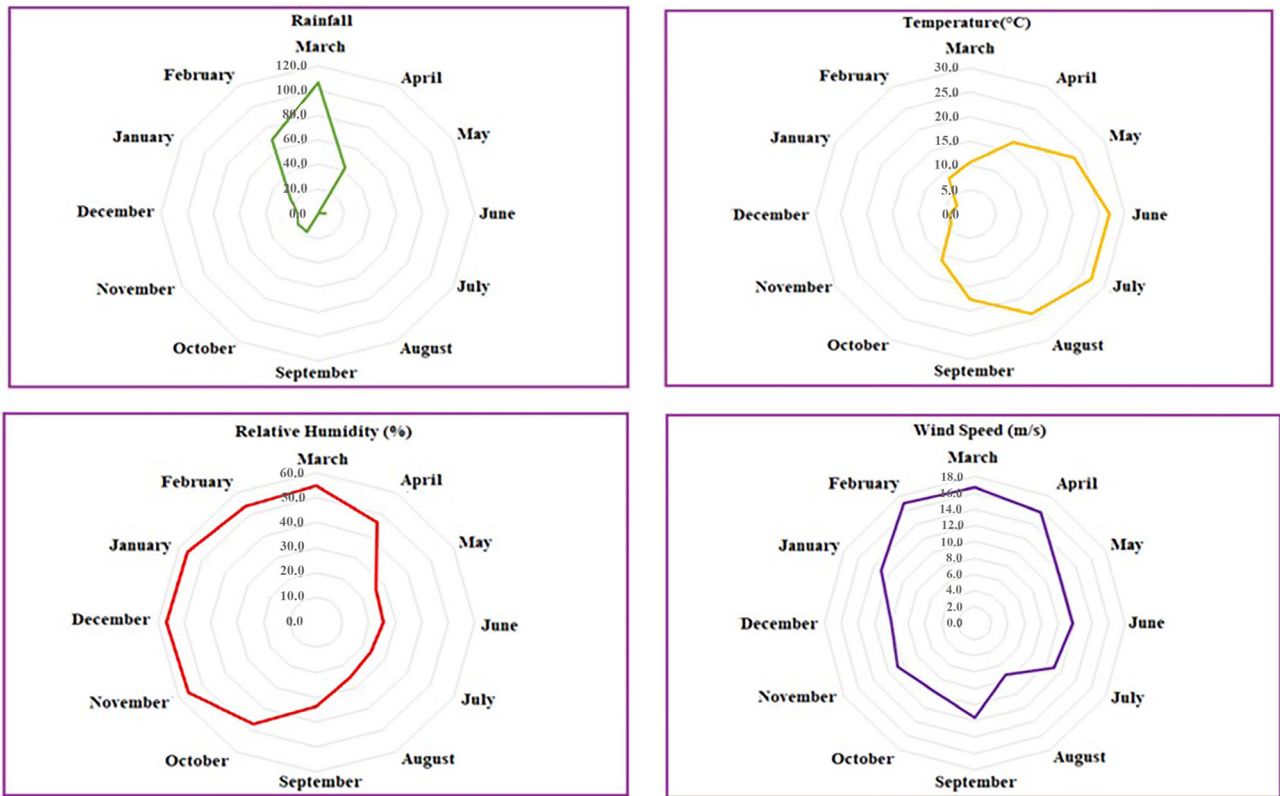 Rainfall
March
120.0
February
April
100.0
80.0
January
May
60.0
40.0
20.0
December
0.0
June
November
July
October
August
September
Temperature(°C)
March
30.0
February
April
25.0
20.0
January
May
15.0
10.0
5.0
December
0.0
June
November
July
October
August
September
Relative Humidity (%)
March
60.0
February
April
50.0
40.0
January
May
30.0
20.0
10.0
December
0.0
June
November
July
October
August
September
Wind Speed (m/s)
March
18.0
February
April
16.0
14.0
12.0
January
May
10.0
8.0
6.0
4.0
2.0
December
0.0
June
November
July
October
August
September